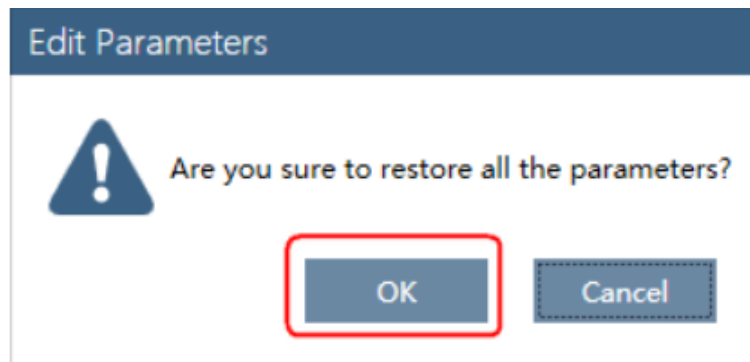 Edit Parameters
Are you sure to restore all the parameters?
OK
Cancel